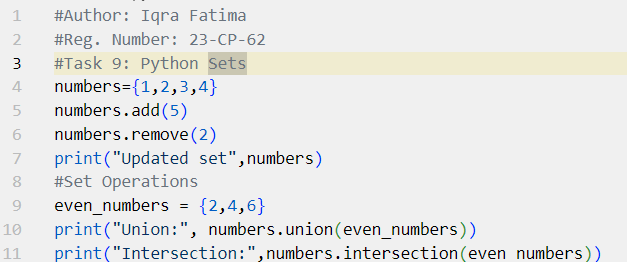 1 #Author: Iqra Fatima
2 #Reg. Number: 23-CP-62
3 #Task 9: Python Sets
4 numbers={1,2,3,4}
5 numbers.add(5)
6 numbers.remove(2)
7 print("Updated set",numbers)
8 #Set Operations
9 even_numbers = {2,4,6}
10 print("Union:", numbers.union(even_numbers))
11 print("Intersection:",numbers.intersection(even_numbers))